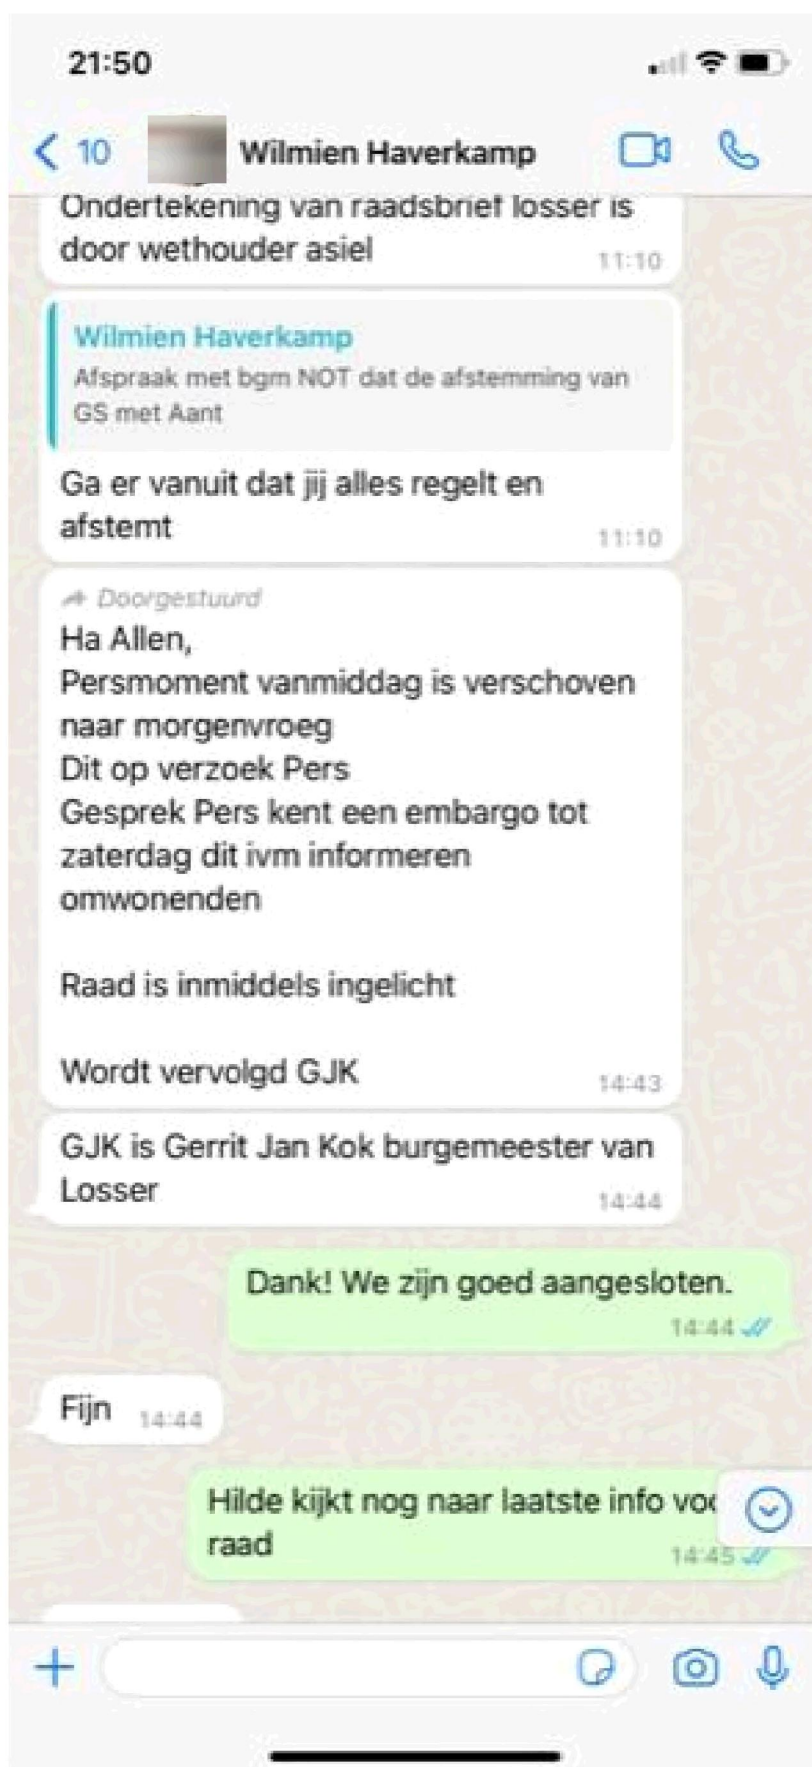 21:50
10
Wilmien Haverkamp
Ondertekening van raadsbrief losser is
door wethouder asiel
11:10
Wilmien Haverkamp
Afspraak met bgm NOT dat de afstemming van
GS met Aant
Ga er vanuit dat jij alles regelt en
afstemt
11:10
Doorgestuurd
Ha Allen,
Persmoment vanmiddag is verschoven
naar morgenvroeg
Dit op verzoek Pers
Gesprek Pers kent een embargo tot
zaterdag dit ivm informeren
omwonenden
Raad is inmiddels ingelicht
Wordt vervolgd GJK
14:43
GJK is Gerrit Jan Kok burgemeester van
Losser
14:44
Dank! We zijn goed aangesloten.
14:44
Fijn
14:44
Hilde kijkt nog naar laatste info
raad
14:45